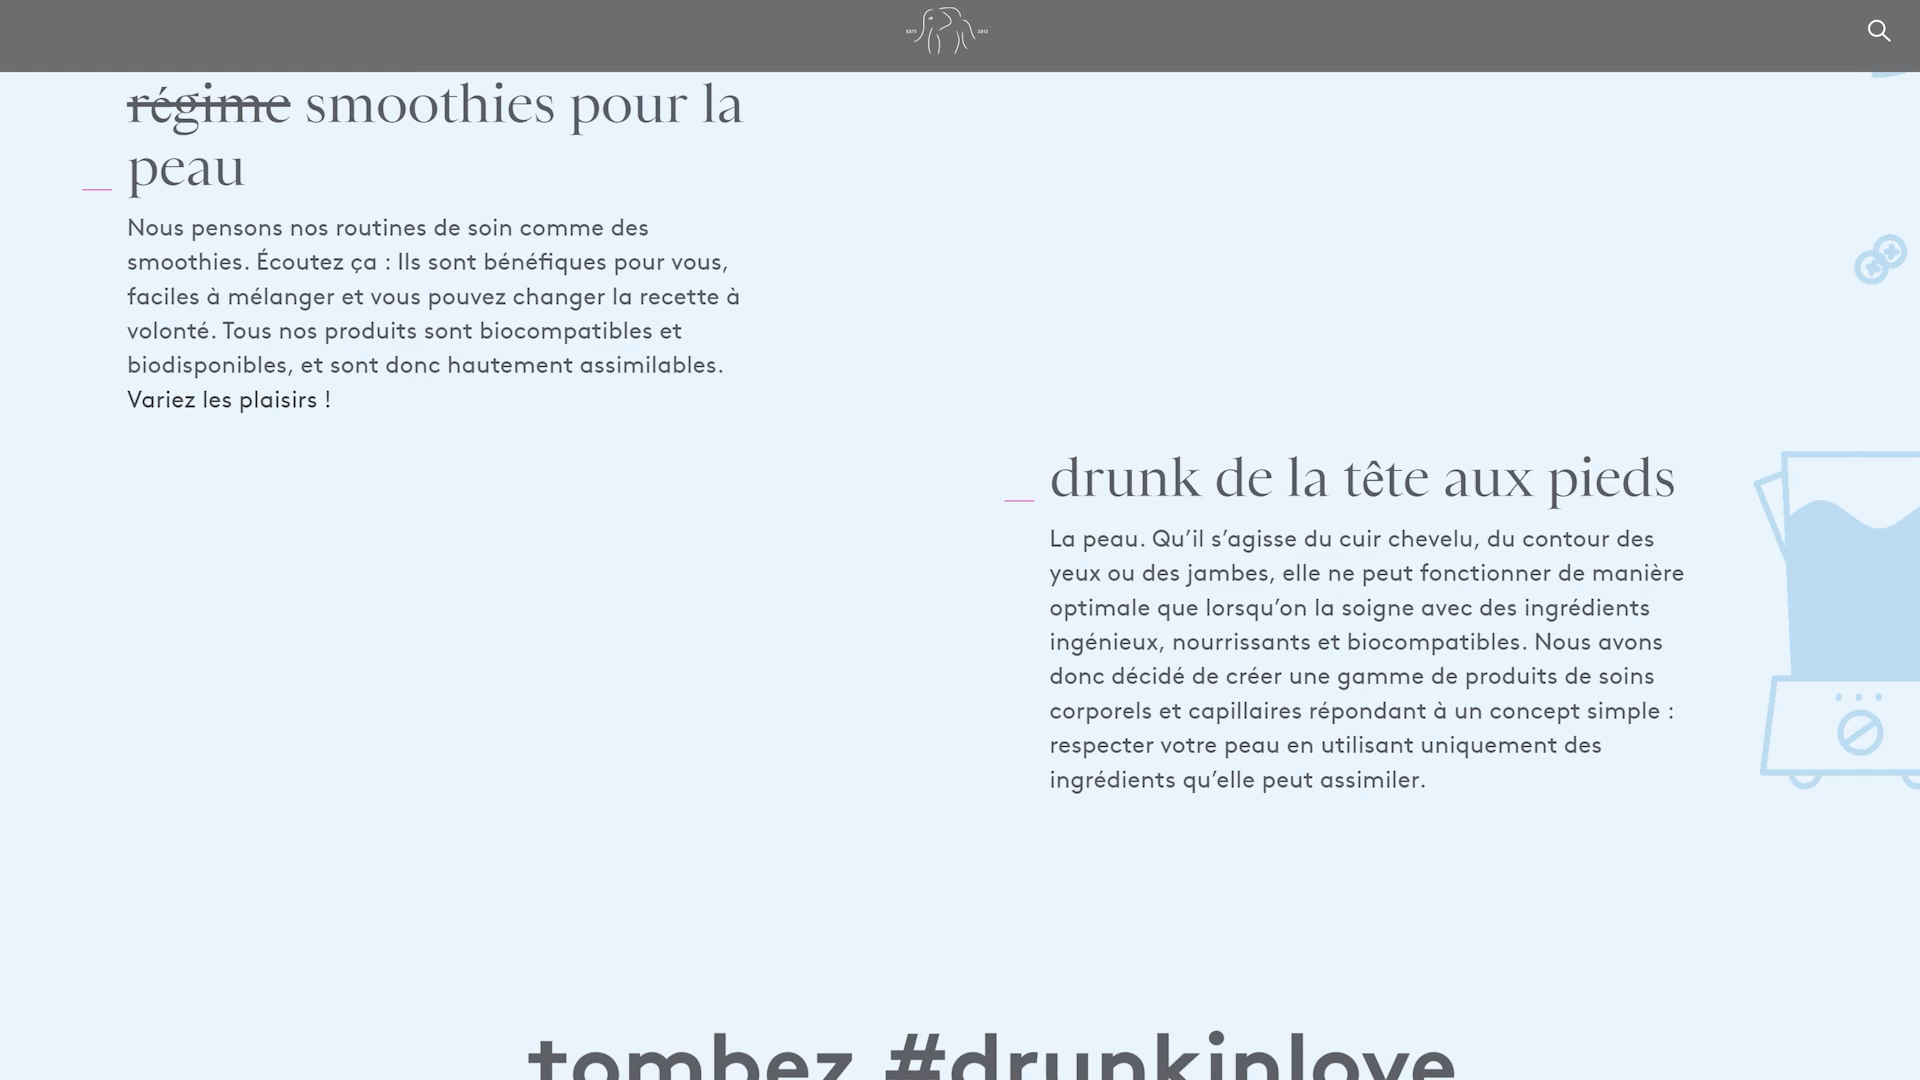 régime smoothies pour la
peau
Nous pensons nos routines de soin comme des
smoothies. Écoutez ça : Ils sont bénéfiques pour vous,
faciles à mélanger et vous pouvez changer la recette à
volonté. Tous nos produits sont biocompatibles et
biodisponibles, et sont donc hautement assimilables.
Variez les plaisirs !
drunk de la tête aux pieds
La peau. Qu’il s’agisse du cuir chevelu, du contour des
yeux ou des jambes, elle ne peut fonctionner de manière
optimale que lorsqu’on la soigne avec des ingrédients
ingénieux, nourrissants et biocompatibles. Nous avons
donc décidé de créer une gamme de produits de soins
corporels et capillaires répondant à un concept simple :
respecter votre peau en utilisant uniquement des
ingrédients qu’elle peut assimiler.
tombez #drunkinlove